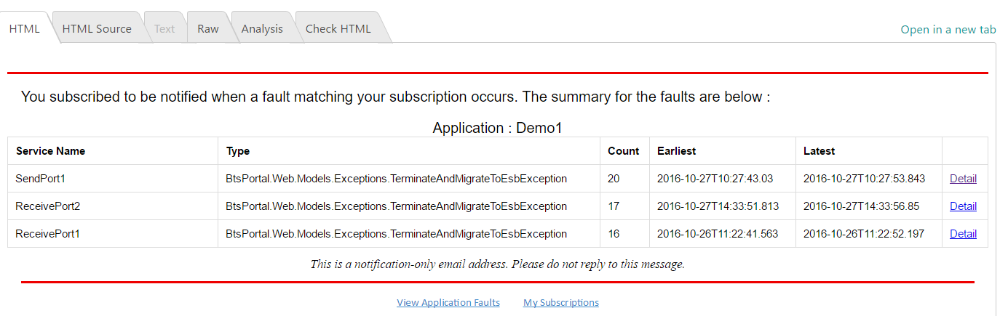 HTML HTML Source Text Raw Analysis Check HTML Open in a new tab
You subscribed to be notified when a fault matching your subscription occurs. The summary for the faults are below :
Application : Demo1
Service Name Type Count Earliest Latest
SendPort1 BtsPortal.Web.Models.Exceptions.TerminateAndMigrateToEsbException 20 2016-10-27T10:27:43.03 2016-10-27T10:27:53.843 Detail
ReceivePort2 BtsPortal.Web.Models.Exceptions.TerminateAndMigrateToEsbException 17 2016-10-27T14:33:51.813 2016-10-27T14:33:56.85 Detail
ReceivePort1 BtsPortal.Web.Models.Exceptions.TerminateAndMigrateToEsbException 16 2016-10-26T11:22:41.563 2016-10-26T11:22:52.197 Detail
This is a notification-only email address. Please do not reply to this message.
View Application Faults My Subscriptions